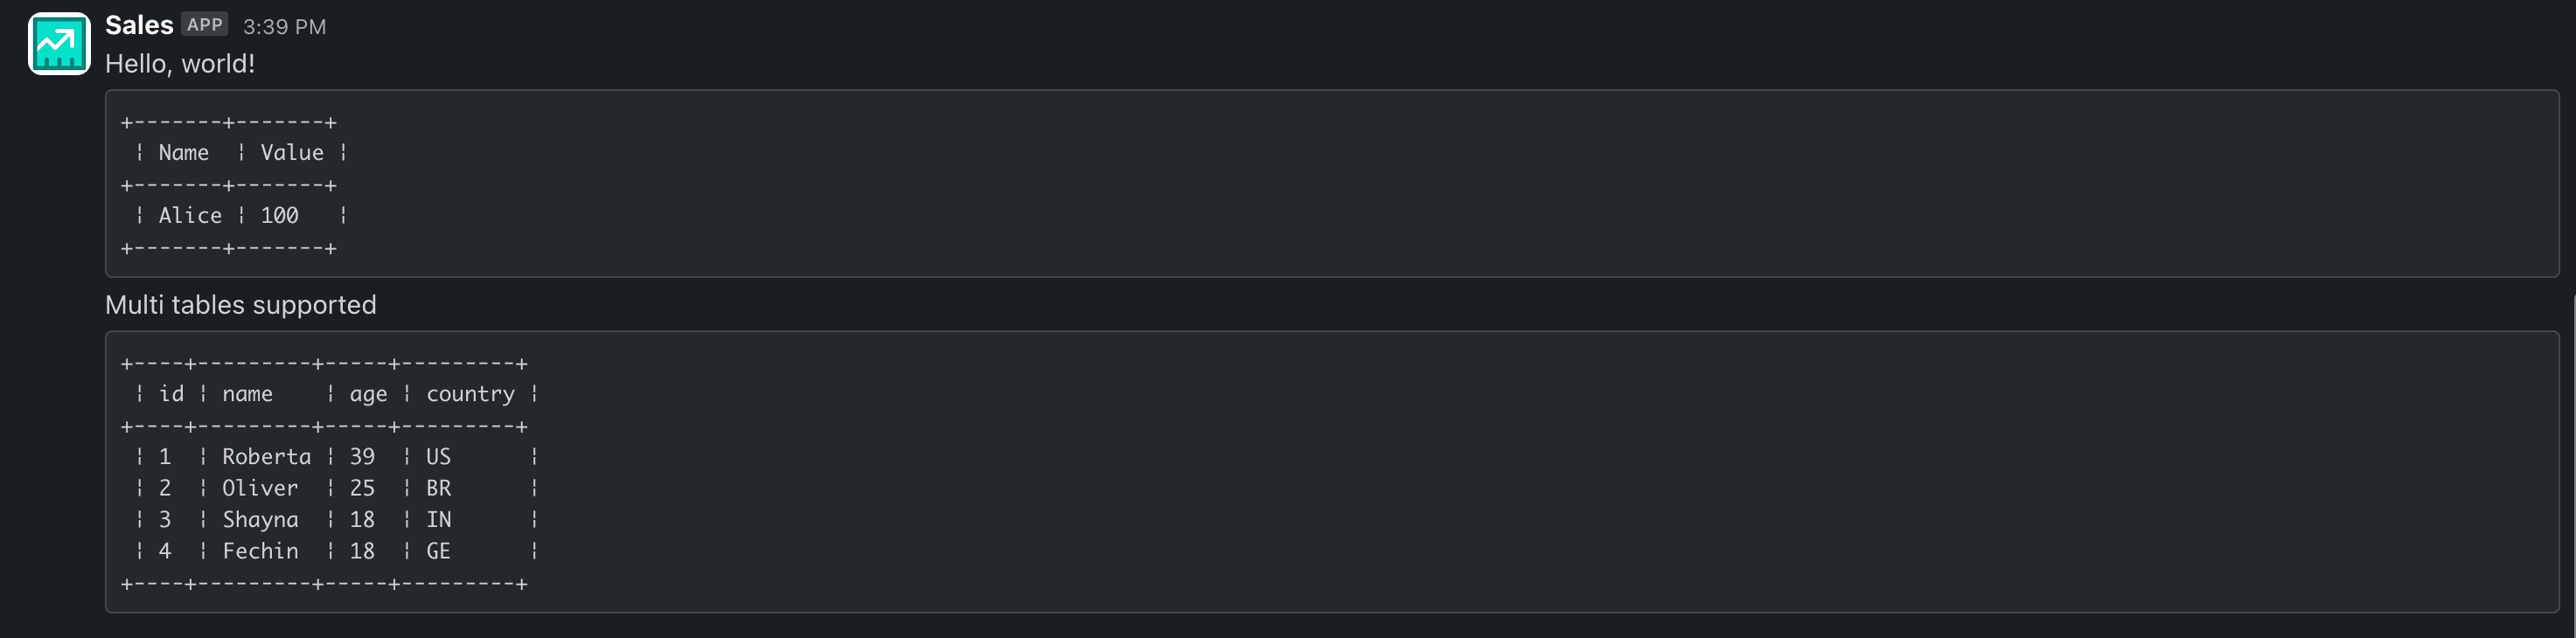 Sales APP 3:39 PM
Hello, world!
+-------+-------+
 ¦ Name  ¦ Value ¦
+-------+-------+
 ¦ Alice ¦ 100   ¦
+-------+-------+
Multi tables supported
+----+---------+-----+---------+
 ¦ id ¦ name    ¦ age ¦ country ¦
+----+---------+-----+---------+
 ¦ 1  ¦ Roberta ¦ 39  ¦ US      ¦
 ¦ 2  ¦ Oliver  ¦ 25  ¦ BR      ¦
 ¦ 3  ¦ Shayna  ¦ 18  ¦ IN      ¦
 ¦ 4  ¦ Fechin  ¦ 18  ¦ GE      ¦
+----+---------+-----+---------+